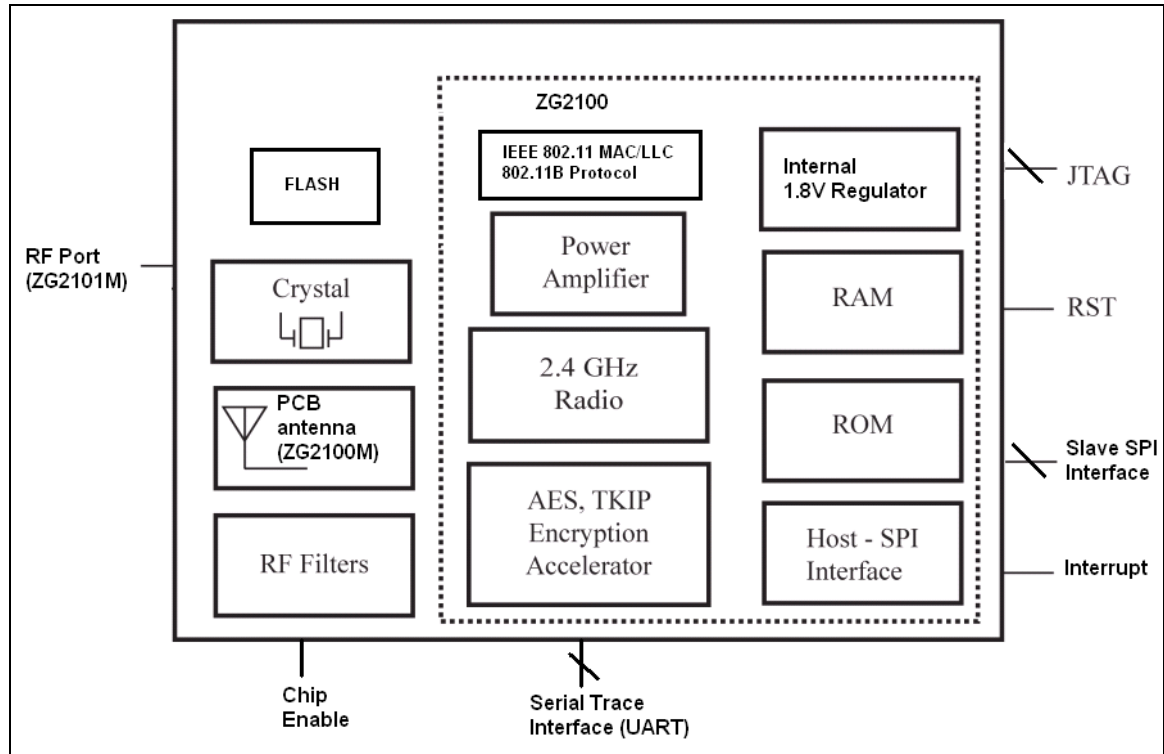 ZG2100
IEEE 802.11 MAC/LLC
802.11B Protocol
Internal
1.8V Regulator
FLASH
JTAG
RF Port
(ZG2101M)
Power
Amplifier
Crystal
RAM
RST
2.4 GHz
Radio
PCB
antenna
(ZG2100M)
ROM
Slave SPI
Interface
AES, TKIP
Encryption
Accelerator
RF Filters
Host - SPI
Interface
Interrupt
Chip
Enable
Serial Trace
Interface (UART)